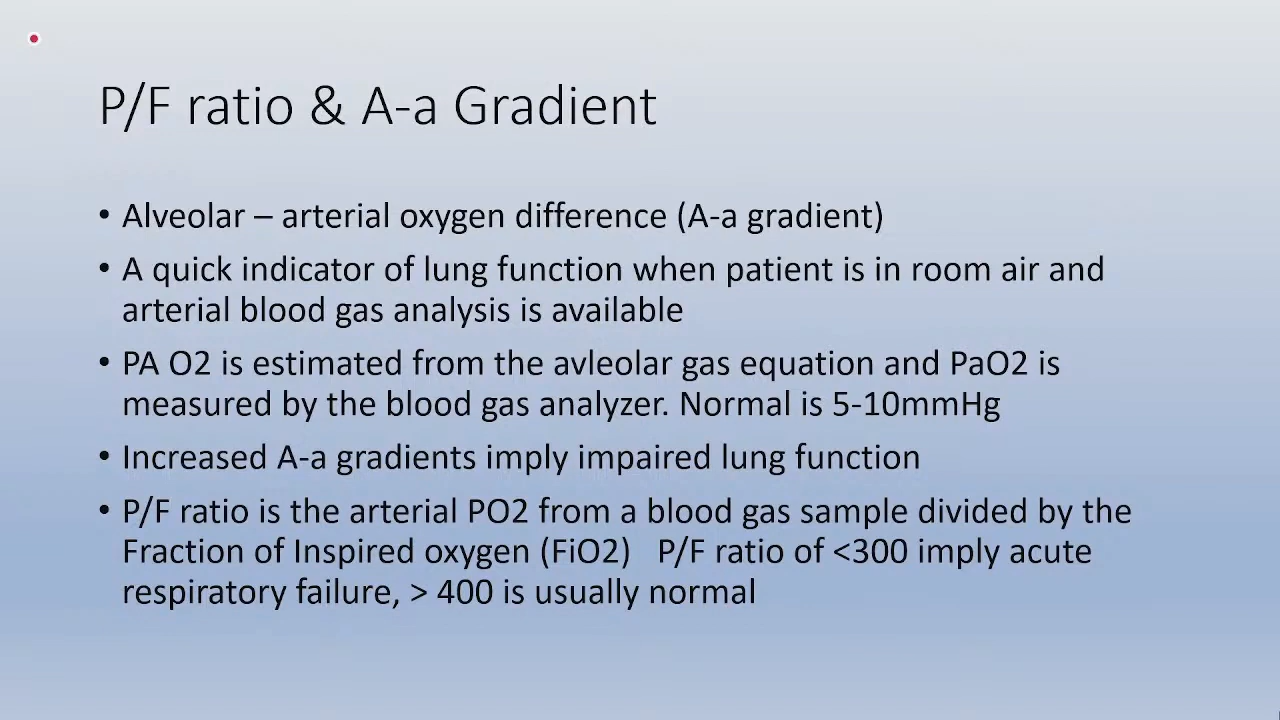 P/F ratio & A-a Gradient
• Alveolar – arterial oxygen difference (A-a gradient)
• A quick indicator of lung function when patient is in room air and
arterial blood gas analysis is available
• PA O2 is estimated from the avleolar gas equation and PaO2 is
measured by the blood gas analyzer. Normal is 5-10mmHg
• Increased A-a gradients imply impaired lung function
• P/F ratio is the arterial PO2 from a blood gas sample divided by the
Fraction of Inspired oxygen (FiO2)   P/F ratio of <300 imply acute
respiratory failure, > 400 is usually normal